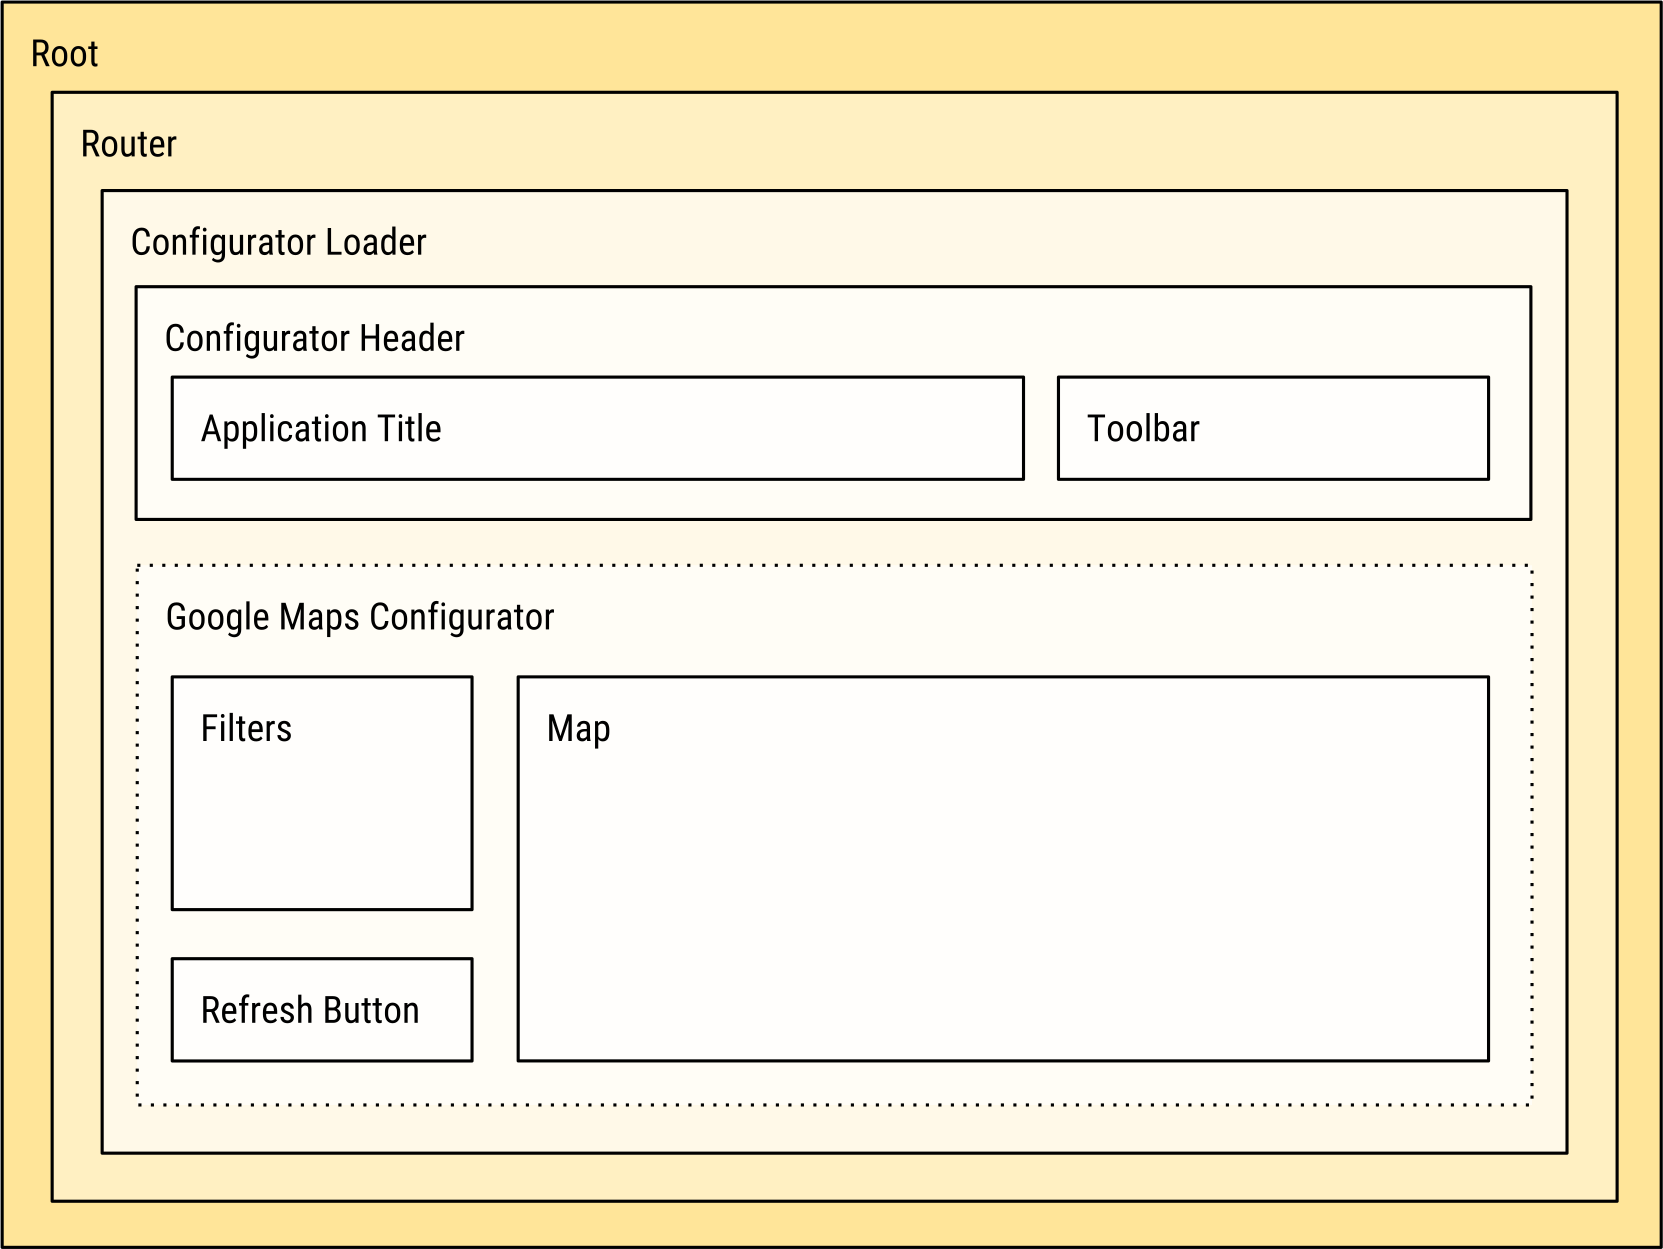 Root
Router
Configurator Loader
Configurator Header
Application Title
Toolbar
Google Maps Configurator
Filters
Map
Refresh Button